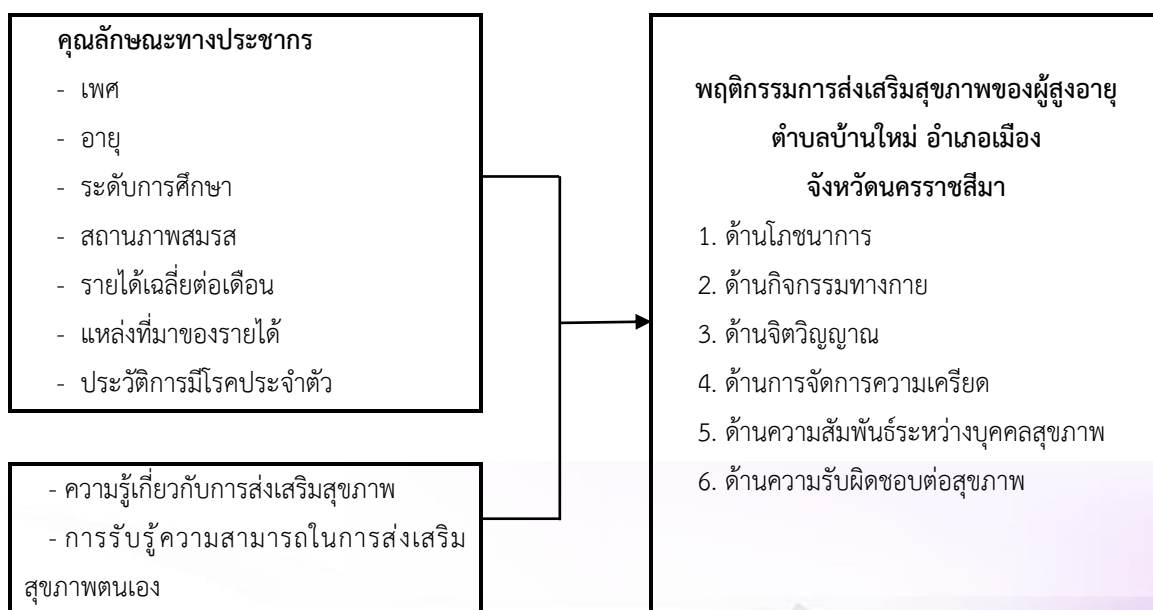 คุณลักษณะทางประชากร
- เพศ
- อายุ
- ระดับการศึกษา
- สถานภาพสมรส
- รายได้เฉลี่ยต่อเดือน
- แหล่งที่มาของรายได้
- ประวัติการมีโรคประจำตัว
- ความรู้เกี่ยวกับการส่งเสริมสุขภาพ
- การรับรู้ความสามารถในการส่งเสริม
สุขภาพตนเอง
พฤติกรรมการส่งเสริมสุขภาพของผู้สูงอายุ
ตำบลบ้านใหม่ อำเภอเมือง
จังหวัดนครราชสีมา
1. ด้านโภชนาการ
2. ด้านกิจกรรมทางกาย
3. ด้านจิตวิญญาณ
4. ด้านการจัดการความเครียด
5. ด้านความสัมพันธ์ระหว่างบุคคลสุขภาพ
6. ด้านความรับผิดชอบต่อสุขภาพ